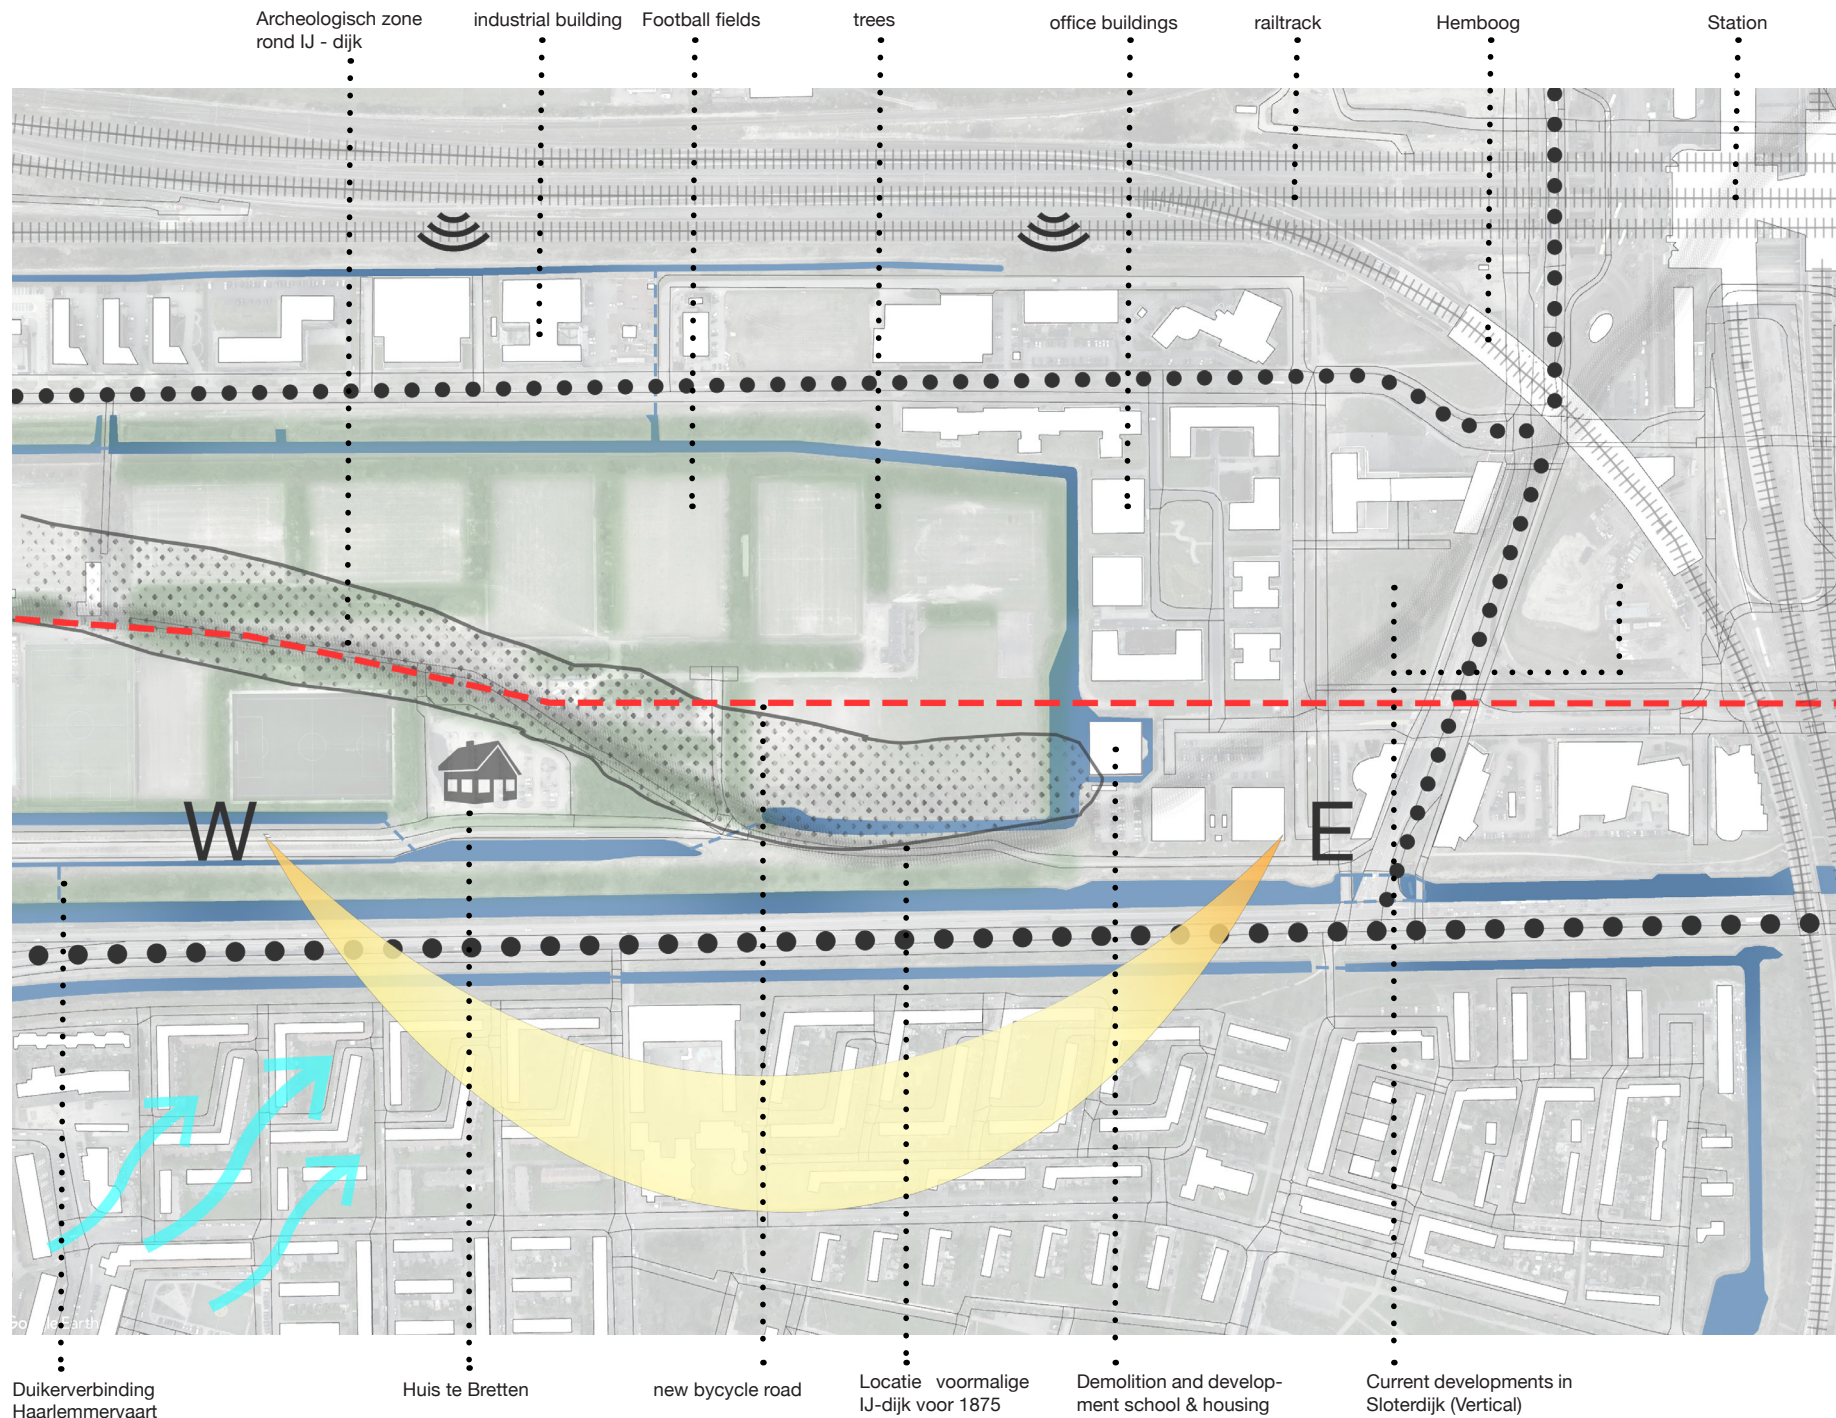 Archeologisch zone
rond IJ - dijk
industrial building
Football fields
trees
office buildings
railtrack
Hemboog
Station
W
E
Google Earth
Duikerverbinding
Haarlemmervaart
Huis te Bretten
new bycycle road
Locatie voormalige
IJ-dijk voor 1875
Demolition and develop-
ment school & housing
Current developments in
Sloterdijk (Vertical)